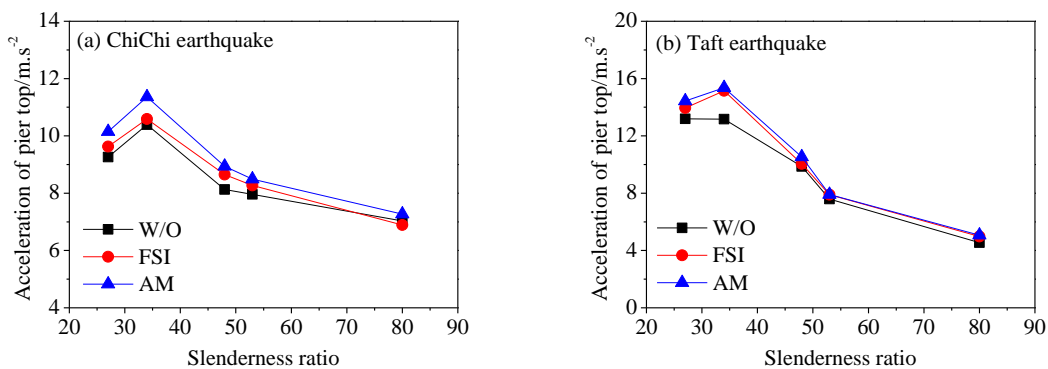 (a) ChiChi earthquake
Acceleration of pier top/m.s⁻²
14
12
10
8
6
4
W/O
FSI
AM
20 30 40 50 60 70 80 90
Slenderness ratio
(b) Taft earthquake
Acceleration of pier top/m.s⁻²
20
16
12
8
4
0
W/O
FSI
AM
20 30 40 50 60 70 80 90
Slenderness ratio